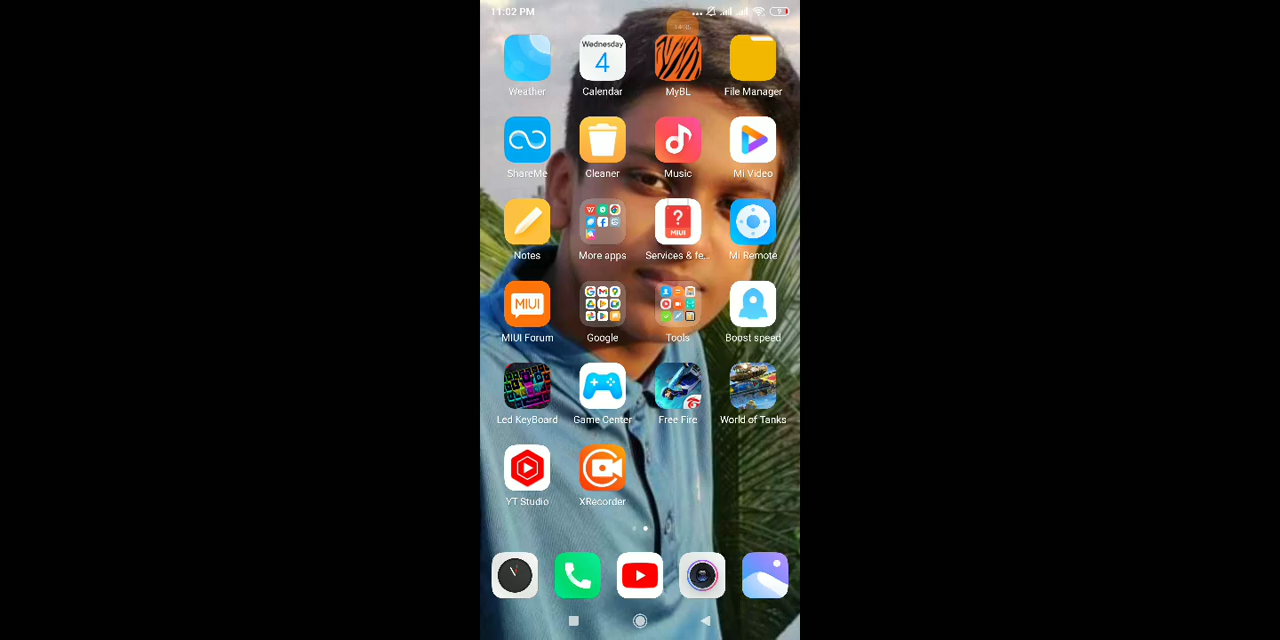 11:02 PM
Wednesday
4
Weather Calendar MyBL File Manager
ShareMe Cleaner Music Mi Video
?
MIUI
Notes More apps Services & fe... Mi Remote
MIUI
MIUI Forum Google Tools Boost speed
Led KeyBoard Game Center Free Fire World of Tanks
YT Studio XRecorder